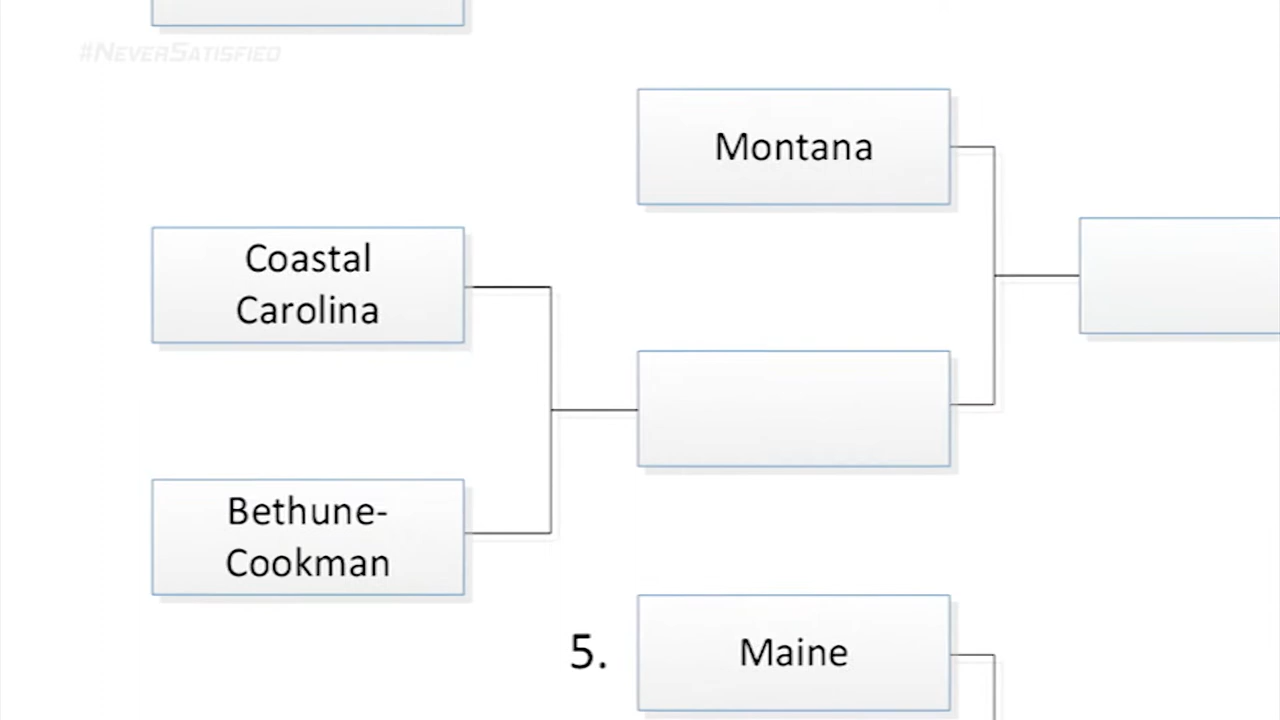 #NEVERSATISFIED
Montana
Coastal
Carolina
Bethune-
Cookman
5.
Maine